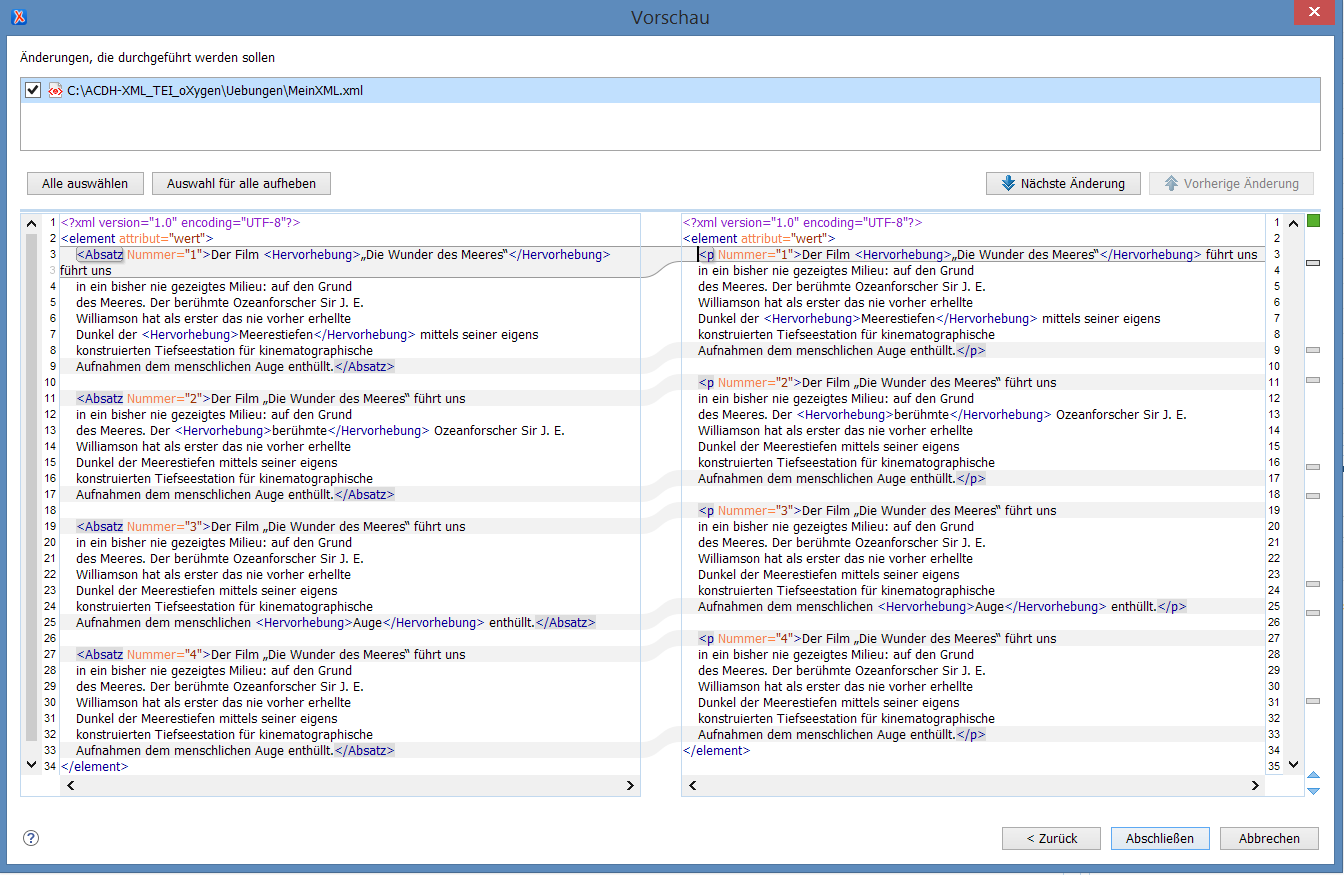 Vorschau
Änderungen, die durchgeführt werden sollen
C:\ACDH-XML_TEI_oXygen\Uebungen\MeinXML.xml
Alle auswählen
Auswahl für alle aufheben
Nächste Änderung
Vorherige Änderung
1 <?xml version="1.0" encoding="UTF-8"?>
2 <element attribut="wert">
3 <Absatz Nummer="1">Der Film <Hervorhebung>„Die Wunder des Meeres“</Hervorhebung>
3 führt uns
4 in ein bisher nie gezeigtes Milieu: auf den Grund
5 des Meeres. Der berühmte Ozeanforscher Sir J. E.
6 Williamson hat als erster das nie vorher erhellte
7 Dunkel der <Hervorhebung>Meerestiefen</Hervorhebung> mittels seiner eigens
8 konstruierten Tiefseestation für kinematographische
9 Aufnahmen dem menschlichen Auge enthüllt.</Absatz>
10
11 <Absatz Nummer="2">Der Film „Die Wunder des Meeres“ führt uns
12 in ein bisher nie gezeigtes Milieu: auf den Grund
13 des Meeres. Der <Hervorhebung>berühmte</Hervorhebung> Ozeanforscher Sir J. E.
14 Williamson hat als erster das nie vorher erhellte
15 Dunkel der Meerestiefen mittels seiner eigens
16 konstruierten Tiefseestation für kinematographische
17 Aufnahmen dem menschlichen Auge enthüllt.</Absatz>
18
19 <Absatz Nummer="3">Der Film „Die Wunder des Meeres“ führt uns
20 in ein bisher nie gezeigtes Milieu: auf den Grund
21 des Meeres. Der berühmte Ozeanforscher Sir J. E.
22 Williamson hat als erster das nie vorher erhellte
23 Dunkel der Meerestiefen mittels seiner eigens
24 konstruierten Tiefseestation für kinematographische
25 Aufnahmen dem menschlichen <Hervorhebung>Auge</Hervorhebung> enthüllt.</Absatz>
26
27 <Absatz Nummer="4">Der Film „Die Wunder des Meeres“ führt uns
28 in ein bisher nie gezeigtes Milieu: auf den Grund
29 des Meeres. Der berühmte Ozeanforscher Sir J. E.
30 Williamson hat als erster das nie vorher erhellte
31 Dunkel der Meerestiefen mittels seiner eigens
32 konstruierten Tiefseestation für kinematographische
33 Aufnahmen dem menschlichen Auge enthüllt.</Absatz>
34 </element>
<?xml version="1.0" encoding="UTF-8"?> 1
<element attribut="wert"> 2
<p Nummer="1">Der Film <Hervorhebung>„Die Wunder des Meeres“</Hervorhebung> führt uns 3
in ein bisher nie gezeigtes Milieu: auf den Grund 4
des Meeres. Der berühmte Ozeanforscher Sir J. E. 5
Williamson hat als erster das nie vorher erhellte 6
Dunkel der <Hervorhebung>Meerestiefen</Hervorhebung> mittels seiner eigens 7
konstruierten Tiefseestation für kinematographische 8
Aufnahmen dem menschlichen Auge enthüllt.</p> 9
10
<p Nummer="2">Der Film „Die Wunder des Meeres“ führt uns 11
in ein bisher nie gezeigtes Milieu: auf den Grund 12
des Meeres. Der <Hervorhebung>berühmte</Hervorhebung> Ozeanforscher Sir J. E. 13
Williamson hat als erster das nie vorher erhellte 14
Dunkel der Meerestiefen mittels seiner eigens 15
konstruierten Tiefseestation für kinematographische 16
Aufnahmen dem menschlichen Auge enthüllt.</p> 17
18
<p Nummer="3">Der Film „Die Wunder des Meeres“ führt uns 19
in ein bisher nie gezeigtes Milieu: auf den Grund 20
des Meeres. Der berühmte Ozeanforscher Sir J. E. 21
Williamson hat als erster das nie vorher erhellte 22
Dunkel der Meerestiefen mittels seiner eigens 23
konstruierten Tiefseestation für kinematographische 24
Aufnahmen dem menschlichen <Hervorhebung>Auge</Hervorhebung> enthüllt.</p> 25
26
<p Nummer="4">Der Film „Die Wunder des Meeres“ führt uns 27
in ein bisher nie gezeigtes Milieu: auf den Grund 28
des Meeres. Der berühmte Ozeanforscher Sir J. E. 29
Williamson hat als erster das nie vorher erhellte 30
Dunkel der Meerestiefen mittels seiner eigens 31
konstruierten Tiefseestation für kinematographische 32
Aufnahmen dem menschlichen Auge enthüllt.</p> 33
</element> 34
35
< Zurück
Abschließen
Abbrechen